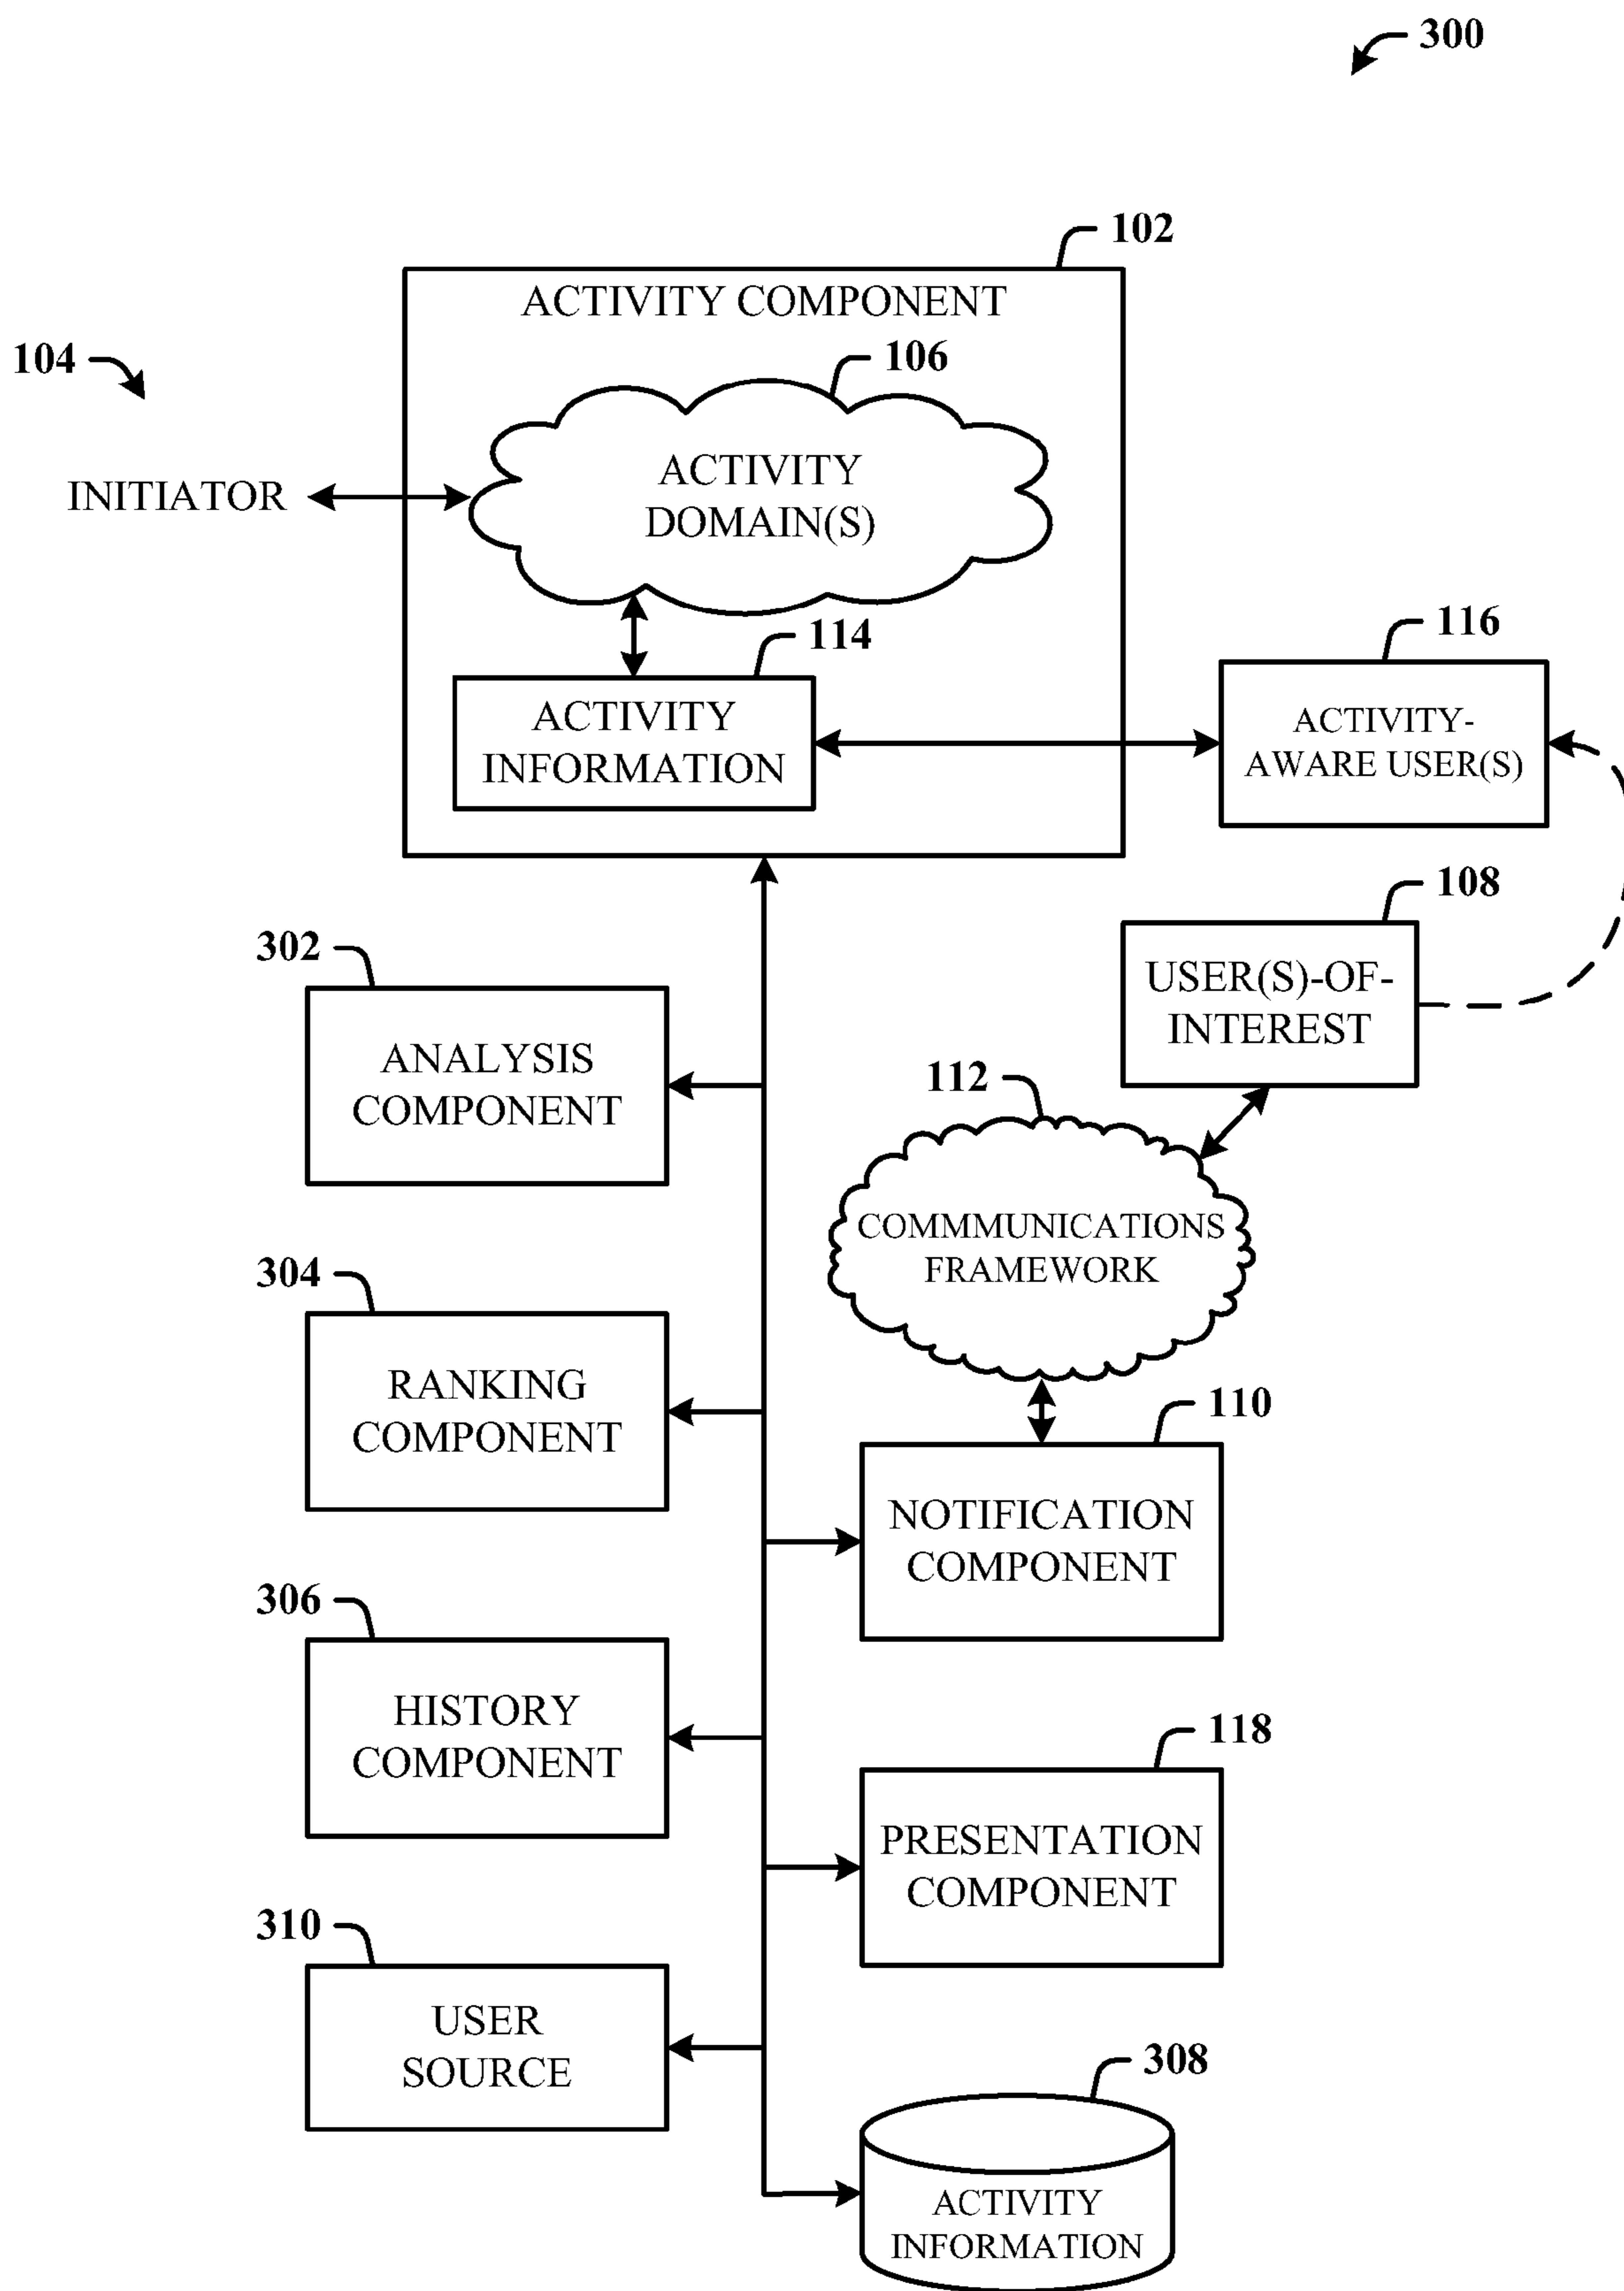 300
102
ACTIVITY COMPONENT
104
106
ACTIVITY
DOMAIN(S)
INITIATOR
114
ACTIVITY
INFORMATION
116
ACTIVITY-
AWARE USER(S)
108
USER(S)-OF-
INTEREST
302
ANALYSIS
COMPONENT
112
COMMMUNICATIONS
FRAMEWORK
304
RANKING
COMPONENT
110
NOTIFICATION
COMPONENT
306
HISTORY
COMPONENT
118
PRESENTATION
COMPONENT
310
USER
SOURCE
308
ACTIVITY
INFORMATION